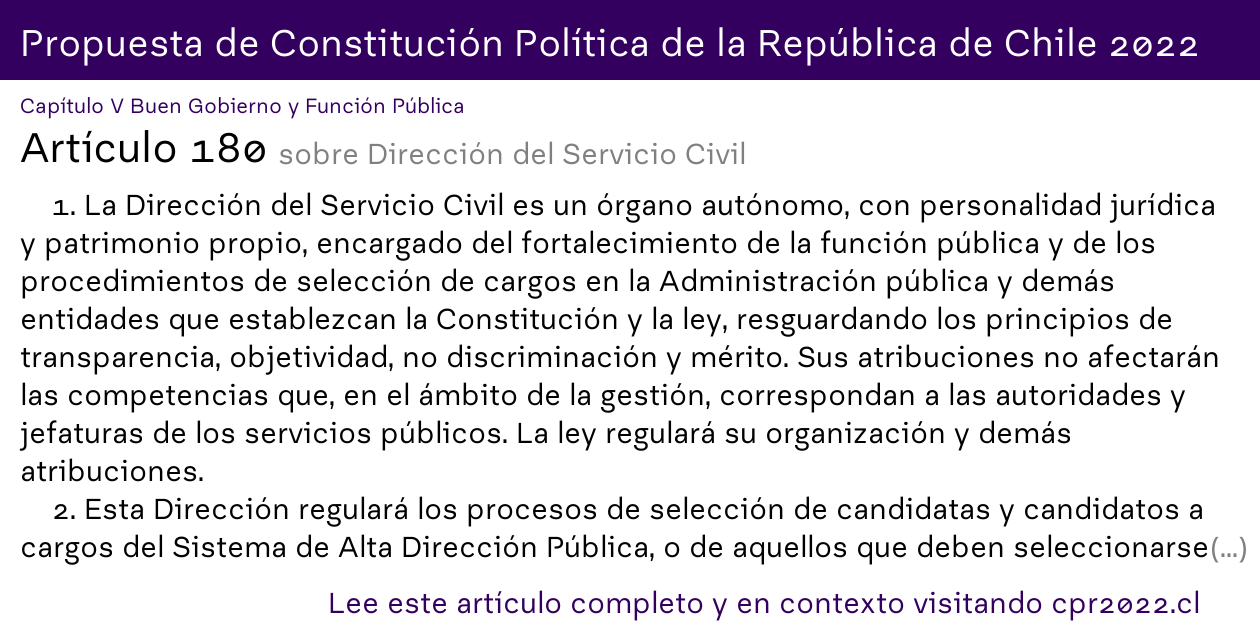 Propuesta de Constitución Política de la República de Chile 2022
Capítulo V Buen Gobierno y Función Pública
Artículo 180 sobre Dirección del Servicio Civil
1. La Dirección del Servicio Civil es un órgano autónomo, con personalidad jurídica
y patrimonio propio, encargado del fortalecimiento de la función pública y de los
procedimientos de selección de cargos en la Administración pública y demás
entidades que establezcan la Constitución y la ley, resguardando los principios de
transparencia, objetividad, no discriminación y mérito. Sus atribuciones no afectarán
las competencias que, en el ámbito de la gestión, correspondan a las autoridades y
jefaturas de los servicios públicos. La ley regulará su organización y demás
atribuciones.
2. Esta Dirección regulará los procesos de selección de candidatas y candidatos a
cargos del Sistema de Alta Dirección Pública, o de aquellos que deben seleccionarse(...)
Lee este artículo completo y en contexto visitando cpr2022.cl